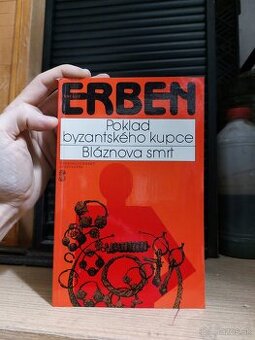 ERBEN
Poklad
byzantského kupce
Bláznova smrt